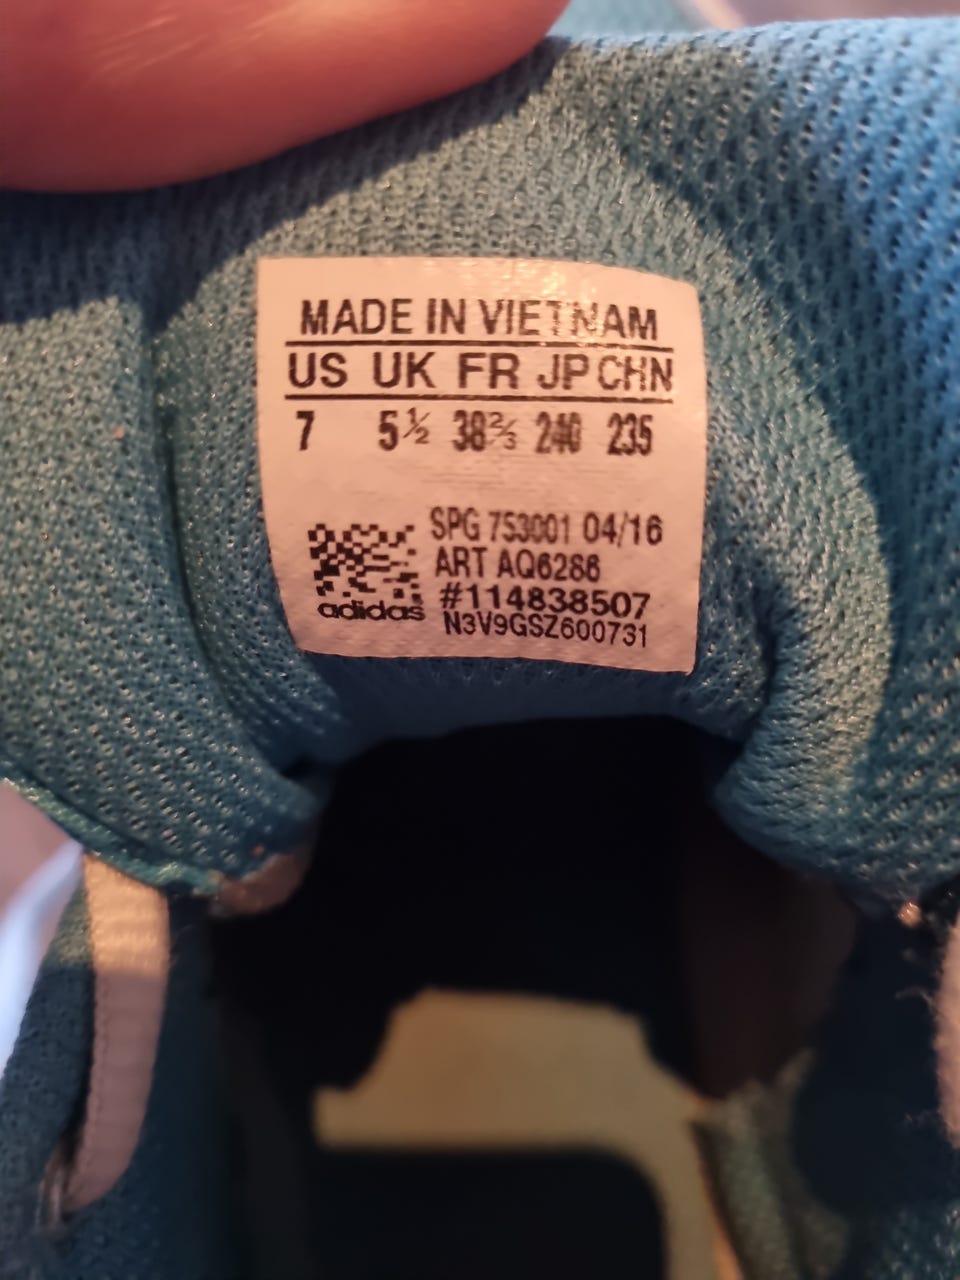 MADE IN VIETNAM
US UK FR JP CHN
7 5½ 38⅔ 240 235
SPG 753001 04/16
ART AQ6286
#114838507
adidas
N3V9GSZ600731